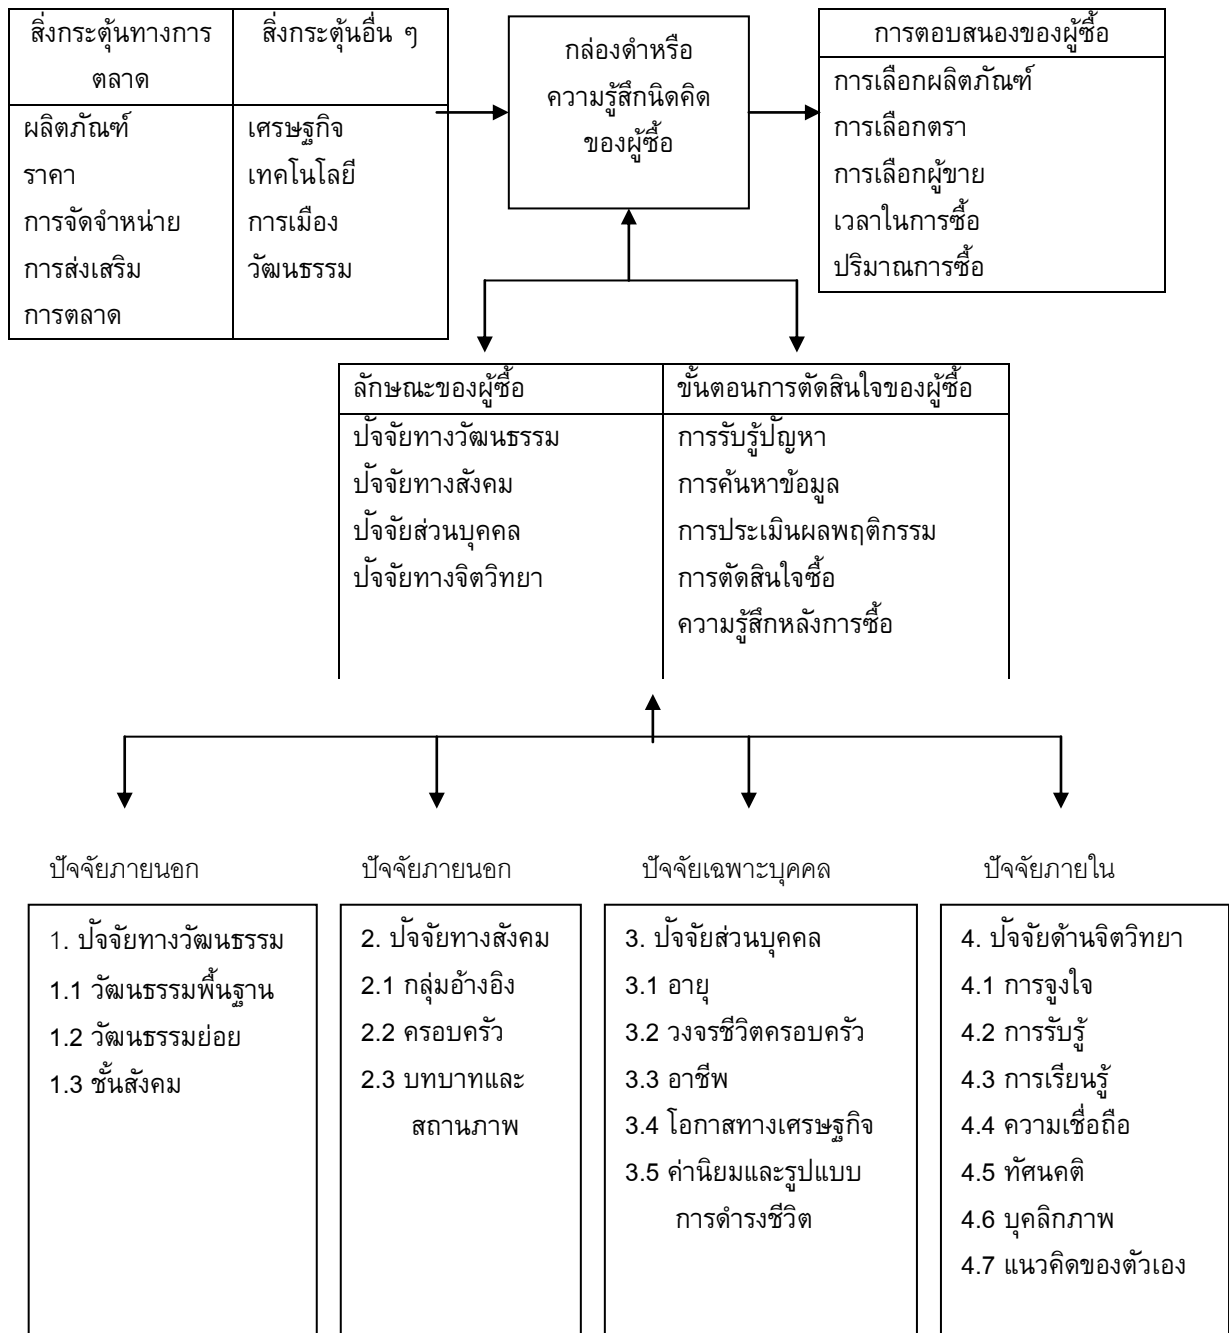 สิ่งกระตุ้นทางการ
ตลาด
สิ่งกระตุ้นอื่น ๆ
ผลิตภัณฑ์
ราคา
การจัดจำหน่าย
การส่งเสริม
การตลาด
เศรษฐกิจ
เทคโนโลยี
การเมือง
วัฒนธรรม
กล่องดำหรือ
ความรู้สึกนิดคิด
ของผู้ซื้อ
การตอบสนองของผู้ซื้อ
การเลือกผลิตภัณฑ์
การเลือกตรา
การเลือกผู้ขาย
เวลาในการซื้อ
ปริมาณการซื้อ
ลักษณะของผู้ซื้อ
ปัจจัยทางวัฒนธรรม
ปัจจัยทางสังคม
ปัจจัยส่วนบุคคล
ปัจจัยทางจิตวิทยา
ขั้นตอนการตัดสินใจของผู้ซื้อ
การรับรู้ปัญหา
การค้นหาข้อมูล
การประเมินผลพฤติกรรม
การตัดสินใจซื้อ
ความรู้สึกหลังการซื้อ
ปัจจัยภายนอก
1. ปัจจัยทางวัฒนธรรม
1.1 วัฒนธรรมพื้นฐาน
1.2 วัฒนธรรมย่อย
1.3 ชั้นสังคม
ปัจจัยภายนอก
2. ปัจจัยทางสังคม
2.1 กลุ่มอ้างอิง
2.2 ครอบครัว
2.3 บทบาทและ
สถานภาพ
ปัจจัยเฉพาะบุคคล
3. ปัจจัยส่วนบุคคล
3.1 อายุ
3.2 วงจรชีวิตครอบครัว
3.3 อาชีพ
3.4 โอกาสทางเศรษฐกิจ
3.5 ค่านิยมและรูปแบบ
การดำรงชีวิต
ปัจจัยภายใน
4. ปัจจัยด้านจิตวิทยา
4.1 การจูงใจ
4.2 การรับรู้
4.3 การเรียนรู้
4.4 ความเชื่อถือ
4.5 ทัศนคติ
4.6 บุคลิกภาพ
4.7 แนวคิดของตัวเอง